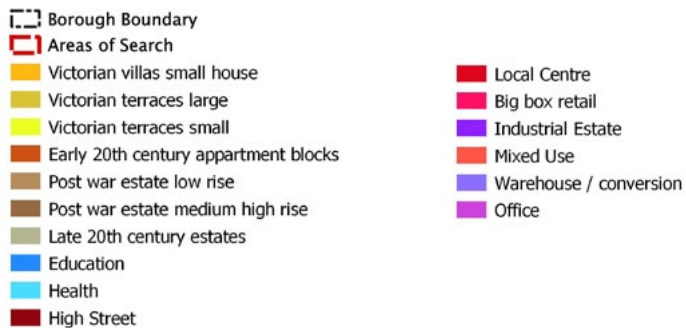 Borough Boundary
Areas of Search
Victorian villas small house
Victorian terraces large
Victorian terraces small
Early 20th century appartment blocks
Post war estate low rise
Post war estate medium high rise
Late 20th century estates
Education
Health
High Street
Local Centre
Big box retail
Industrial Estate
Mixed Use
Warehouse / conversion
Office